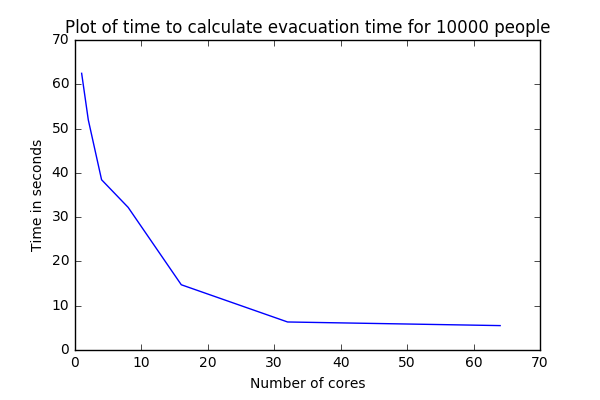 Plot of time to calculate evacuation time for 10000 people
70
60
50
40
30
20
10
0
Time in seconds
0 10 20 30 40 50 60 70
Number of cores